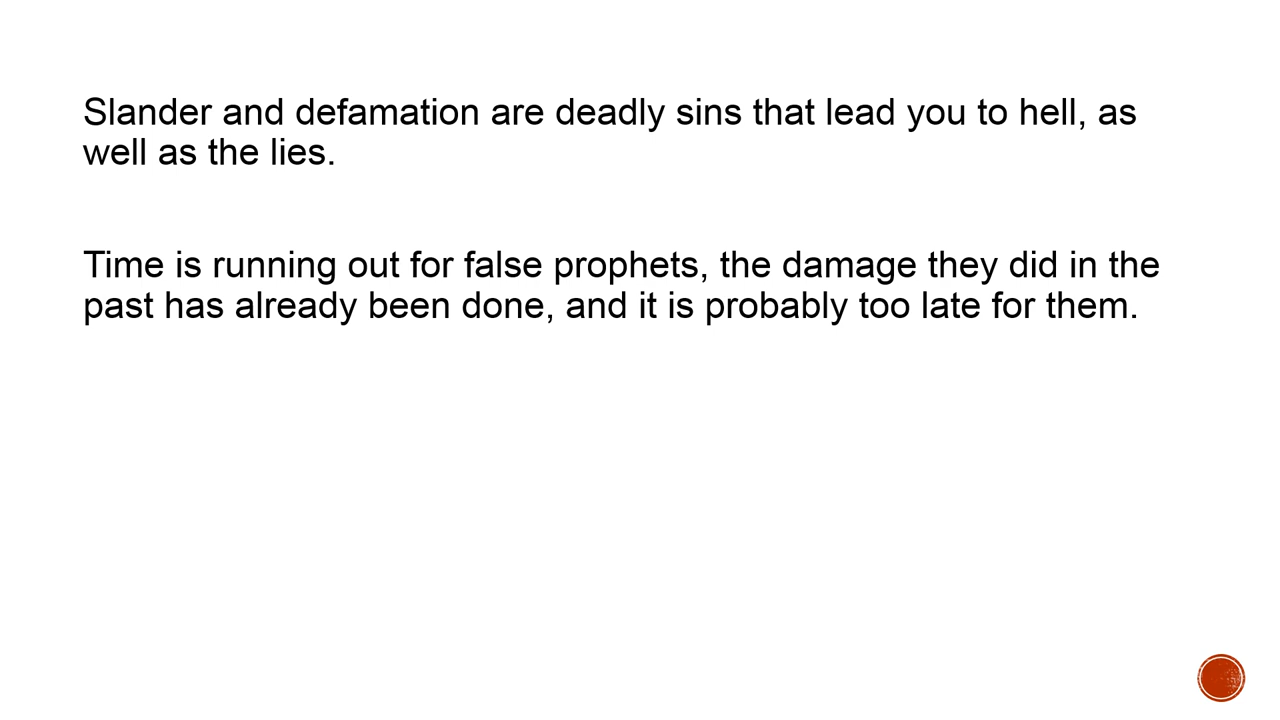 Slander and defamation are deadly sins that lead you to hell, as
well as the lies.
Time is running out for false prophets, the damage they did in the
past has already been done, and it is probably too late for them.